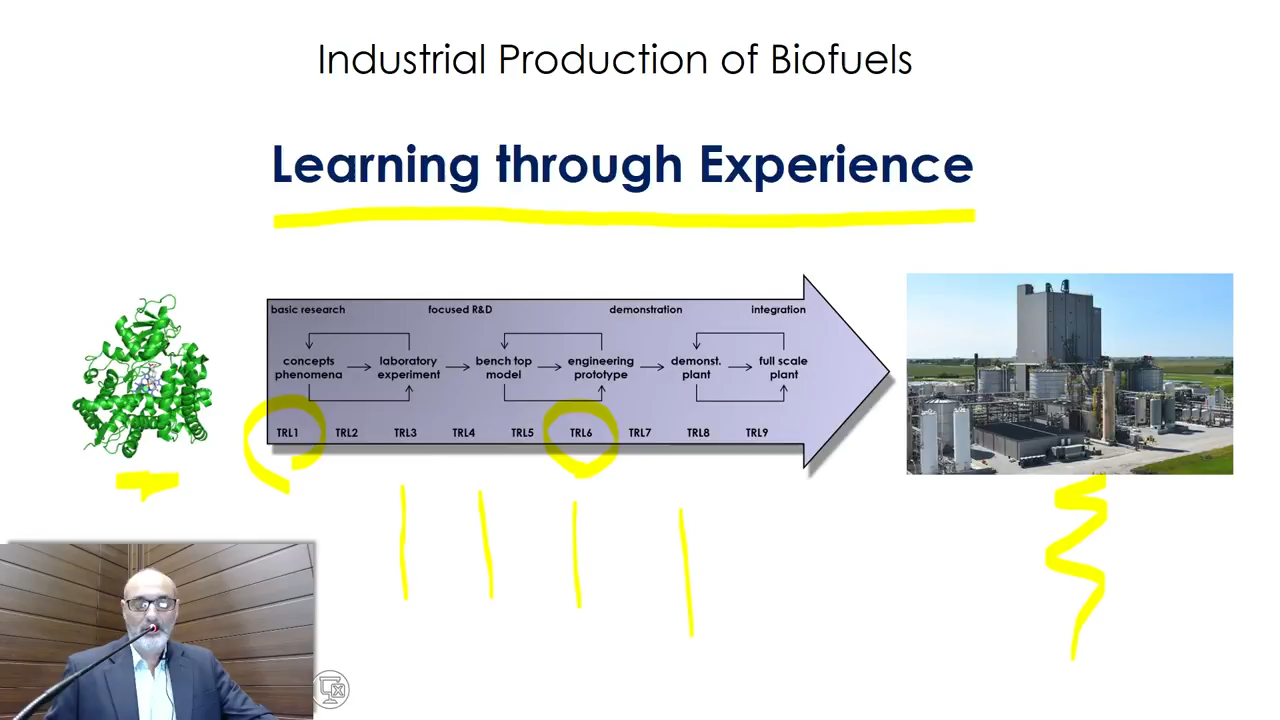 Industrial Production of Biofuels
Learning through Experience
basic research focused R&D demonstration integration
concepts phenomena
laboratory experiment
bench top model
engineering prototype
demonst. plant
full scale plant
TRL1 TRL2 TRL3 TRL4 TRL5 TRL6 TRL7 TRL8 TRL9